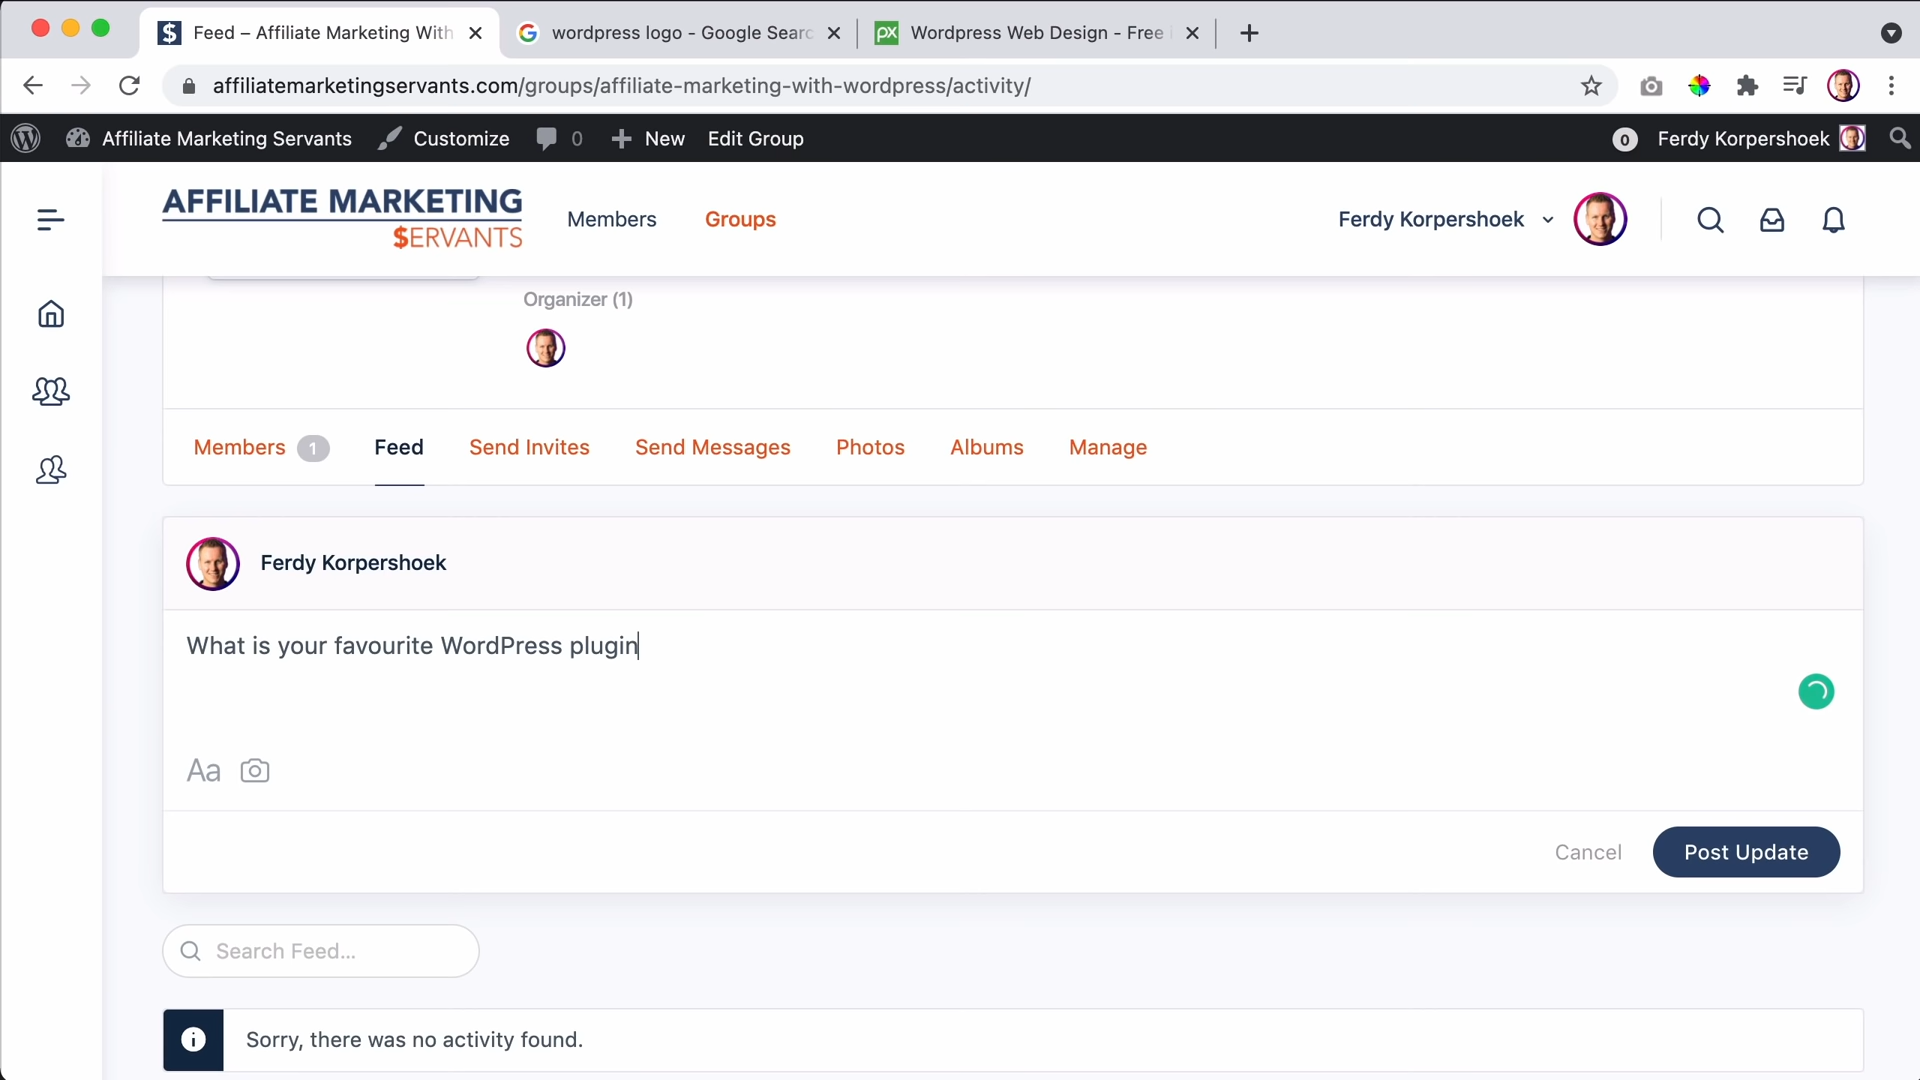 Feed – Affiliate Marketing With
wordpress logo - Google Searc
px
Wordpress Web Design - Free
affiliatemarketingservants.com/groups/affiliate-marketing-with-wordpress/activity/
Affiliate Marketing Servants
Customize
0
New
Edit Group
0
Ferdy Korpershoek
AFFILIATE MARKETING
$ERVANTS
Members
Groups
Ferdy Korpershoek
Organizer (1)
Members 1
Feed
Send Invites
Send Messages
Photos
Albums
Manage
Ferdy Korpershoek
What is your favourite WordPress plugin
Aa
Cancel
Post Update
Search Feed...
Sorry, there was no activity found.